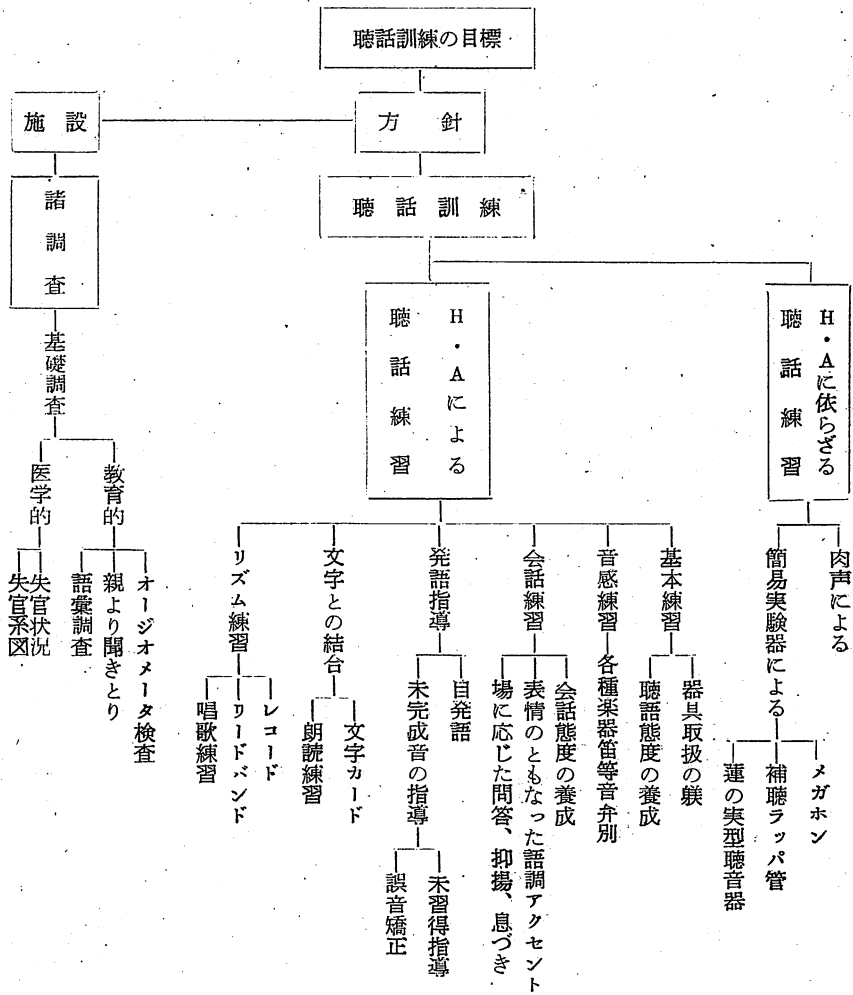 聴話訓練の目標
方針
施設
聴話訓練
諸調査
基礎調査
教育的
オージオメータ検査
親より聞きとり
語彙調査
医学的
失官状況
失官系図
H・Aに依らざる
聴話練習
肉声による
簡易実験器による
メガホン
補聴ラッパ管
蓮の実型聴音器
H・Aによる
聴話練習
基本練習
器具取扱の躾
聴語態度の養成
音感練習
各種楽器笛等音弁別
会話練習
会話態度の養成
表情のともなった語調アクセント
場に応じた問答、抑揚、息づき
発語指導
自発語
未完成音の指導
未習得指導
誤音矯正
文字との結合
文字カード
朗読練習
リズム練習
レコード
リードバンド
唱歌練習